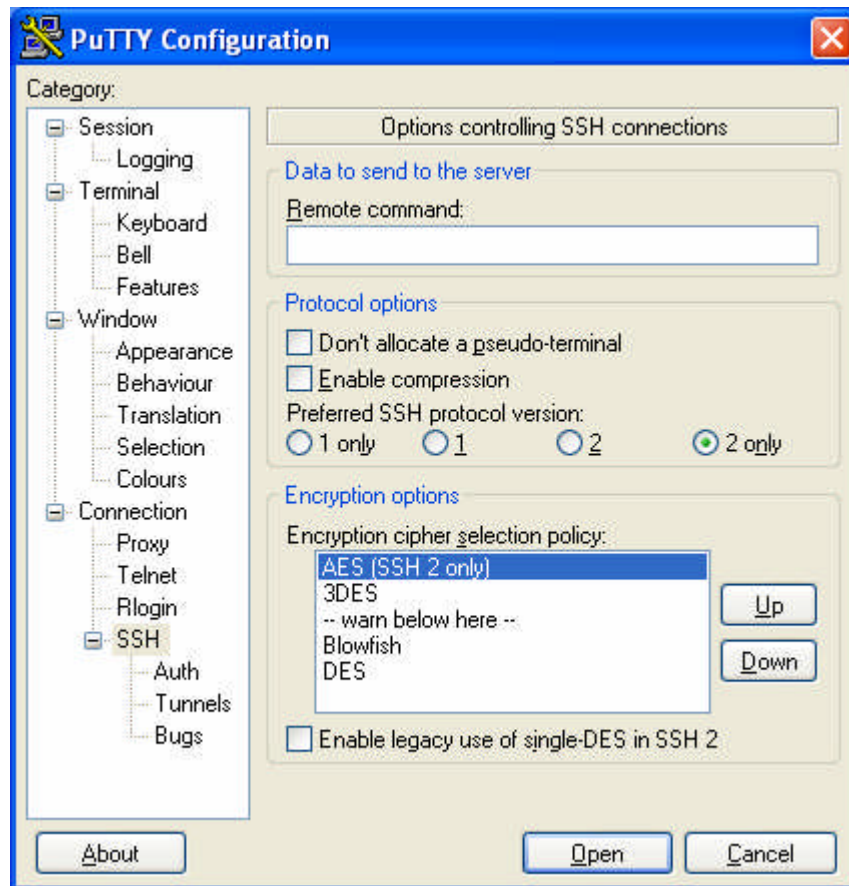 PuTTY Configuration
Category:
Session
Logging
Terminal
Keyboard
Bell
Features
Window
Appearance
Behaviour
Translation
Selection
Colours
Connection
Proxy
Telnet
Rlogin
SSH
Auth
Tunnels
Bugs
Options controlling SSH connections
Data to send to the server
Remote command:
Protocol options
Don't allocate a pseudo-terminal
Enable compression
Preferred SSH protocol version:
1 only 1 2 2 only
Encryption options
Encryption cipher selection policy:
AES (SSH 2 only)
3DES
-- warn below here --
Blowfish
DES
Up
Down
Enable legacy use of single-DES in SSH 2
About Open Cancel